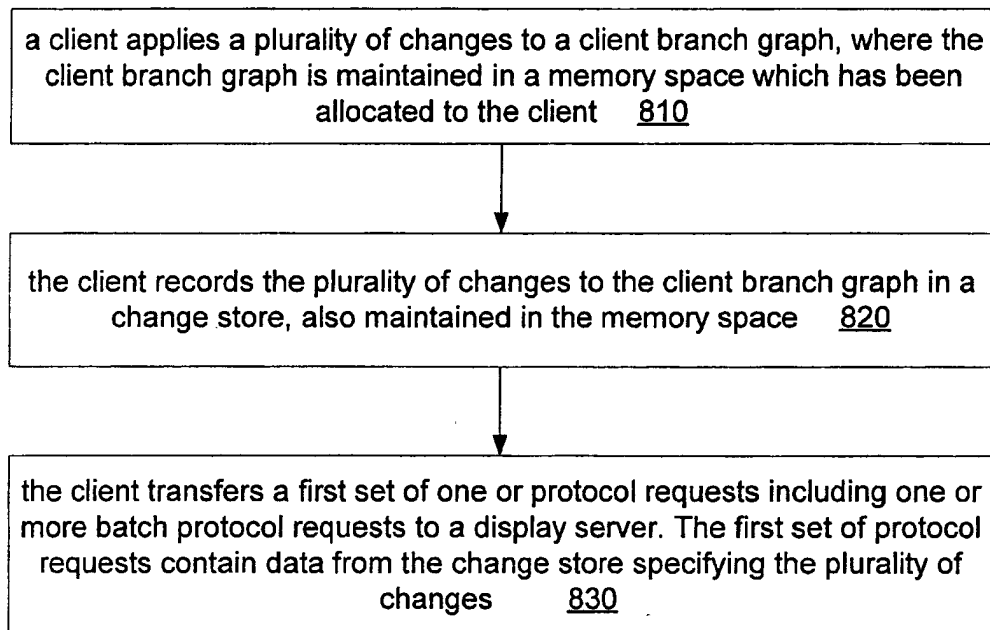 a client applies a plurality of changes to a client branch graph, where the
client branch graph is maintained in a memory space which has been
allocated to the client 810
the client records the plurality of changes to the client branch graph in a
change store, also maintained in the memory space 820
the client transfers a first set of one or protocol requests including one or
more batch protocol requests to a display server. The first set of protocol
requests contain data from the change store specifying the plurality of
changes 830